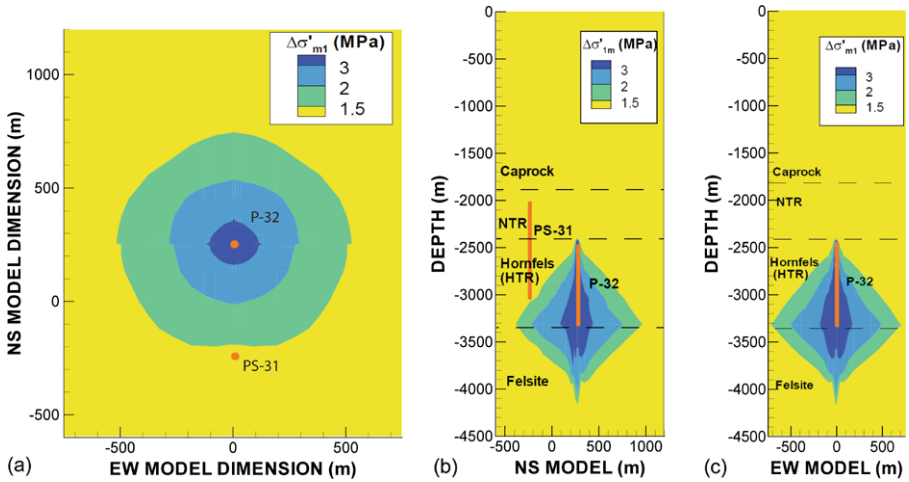 Δσ'm1 (MPa)
3
2
1.5
1000
500
0
-500
NS MODEL DIMENSION (m)
P-32
PS-31
-500
0
500
(a)
EW MODEL DIMENSION (m)
0
-500
-1000
-1500
-2000
-2500
-3000
-3500
-4000
-4500
DEPTH (m)
Δσ'1m (MPa)
3
2
1.5
Caprock
NTR
PS-31
Hornfels
(HTR)
P-32
Felsite
-500
0
500
1000
(b)
NS MODEL (m)
0
-500
-1000
-1500
-2000
-2500
-3000
-3500
-4000
-4500
DEPTH (m)
Δσ'm1 (MPa)
3
2
1.5
Caprock
NTR
Hornfels
(HTR)
P-32
Felsite
-500
0
500
(c)
EW MODEL (m)